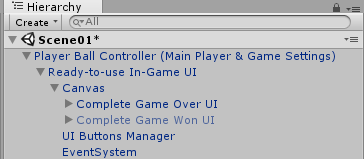 Hierarchy
Create All
Scene01*
Player Ball Controller (Main Player & Game Settings)
Ready-to-use In-Game UI
Canvas
Complete Game Over UI
Complete Game Won UI
UI Buttons Manager
EventSystem